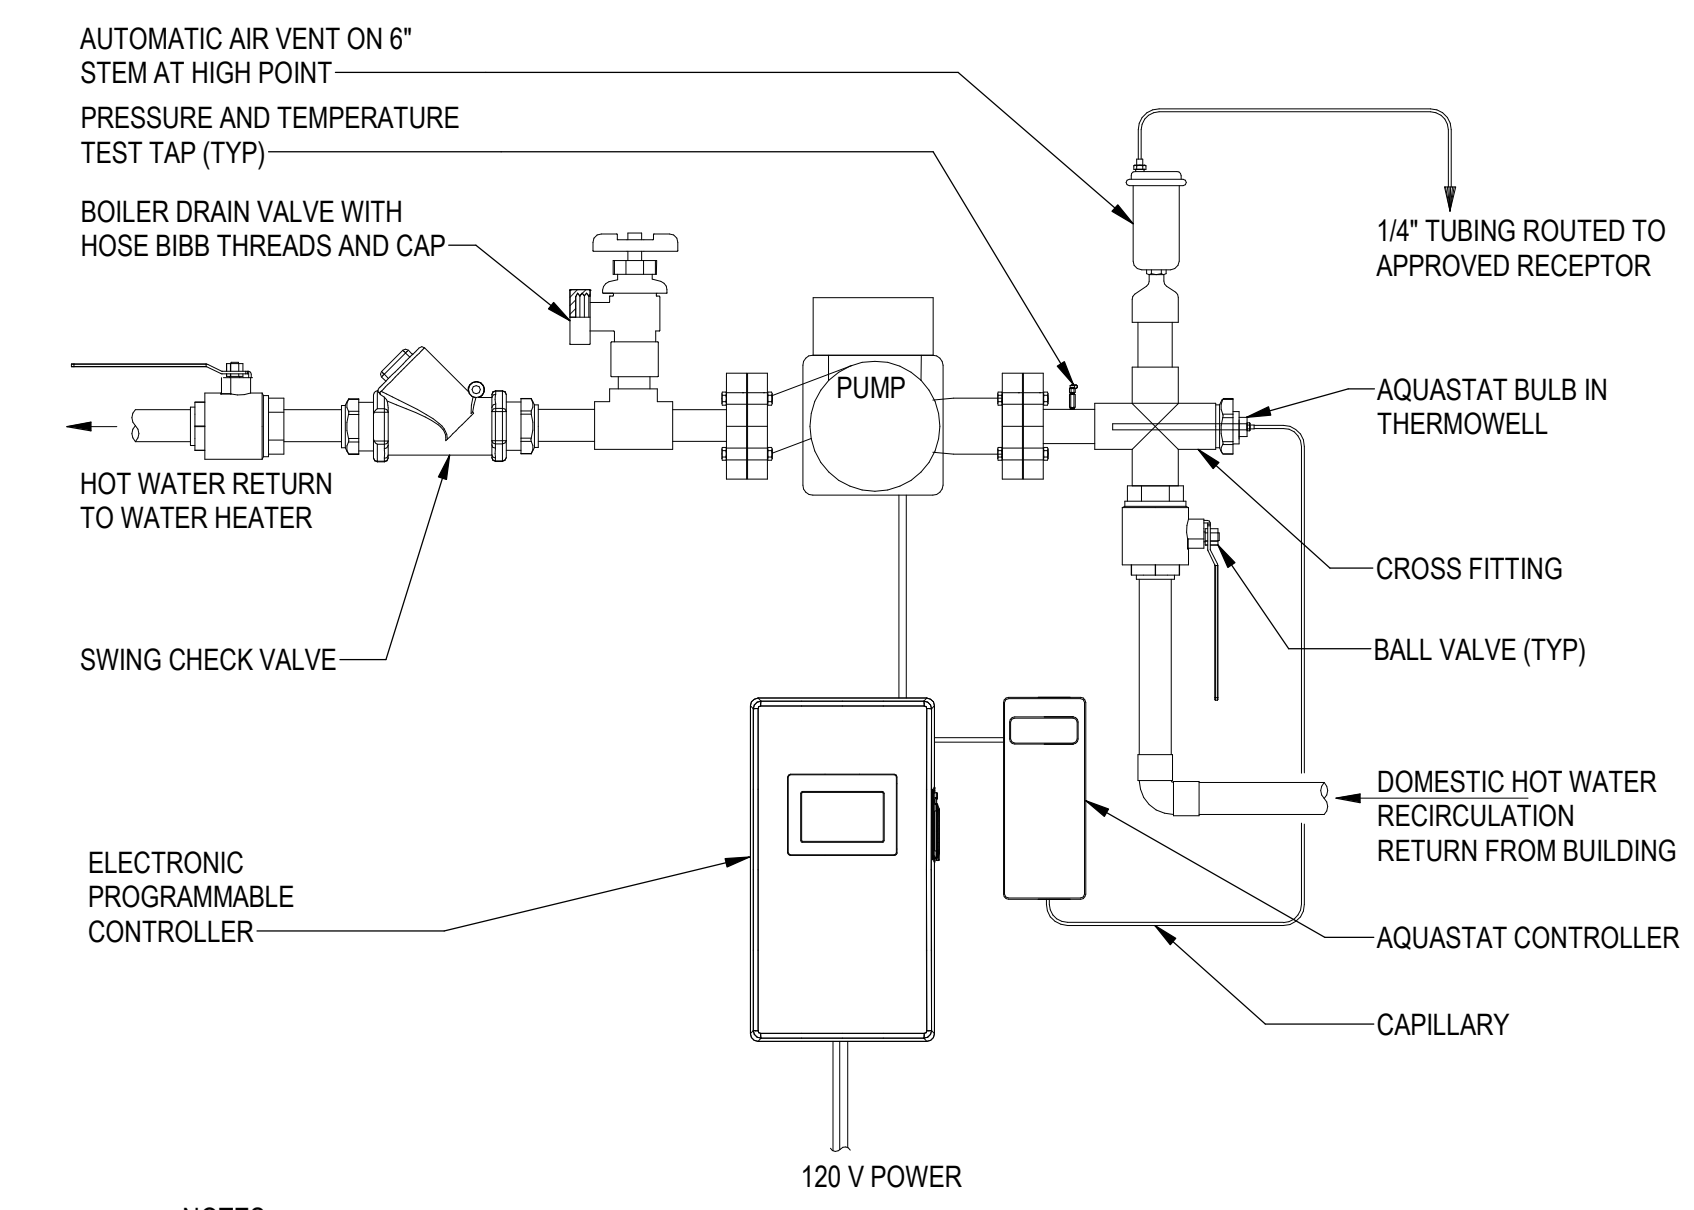 AUTOMATIC AIR VENT ON 6"
STEM AT HIGH POINT
PRESSURE AND TEMPERATURE
TEST TAP (TYP)
BOILER DRAIN VALVE WITH
HOSE BIBB THREADS AND CAP
1/4" TUBING ROUTED TO
APPROVED RECEPTOR
PUMP
AQUASTAT BULB IN
THERMOWELL
HOT WATER RETURN
TO WATER HEATER
CROSS FITTING
SWING CHECK VALVE
BALL VALVE (TYP)
DOMESTIC HOT WATER
RECIRCULATION
RETURN FROM BUILDING
ELECTRONIC
PROGRAMMABLE
CONTROLLER
AQUASTAT CONTROLLER
CAPILLARY
120 V POWER
NOTES